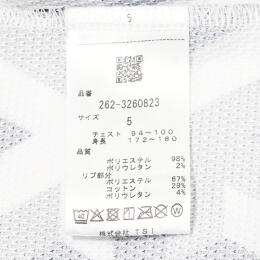 5
品番
262-3260823
サイズ
5
チェスト 94～100
身長 172～180
品質
ポリエステル 98%
ポリウレタン 2%
リブ部分
ポリエステル 67%
コットン 29%
ポリウレタン 4%
株式会社 TSI